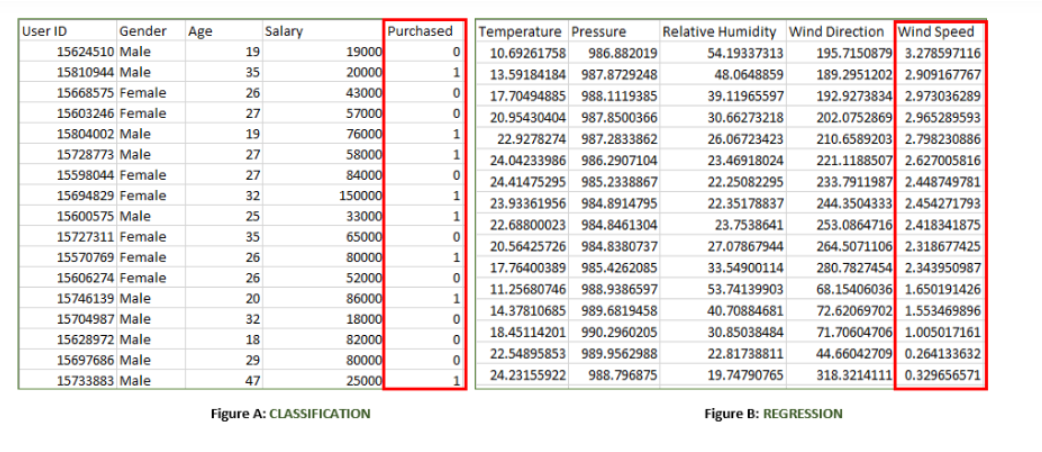 User ID Gender Age Salary Purchased
15624510 Male 19 19000 0
15810944 Male 35 20000 1
15668575 Female 26 43000 0
15603246 Female 27 57000 0
15804002 Male 19 76000 1
15728773 Male 27 58000 1
15598044 Female 27 84000 0
15694829 Female 32 150000 1
15600575 Male 25 33000 1
15727311 Female 35 65000 0
15570769 Female 26 80000 1
15606274 Female 26 52000 0
15746139 Male 20 86000 1
15704987 Male 32 18000 0
15628972 Male 18 82000 0
15697686 Male 29 80000 0
15733883 Male 47 25000 1
Figure A: CLASSIFICATION
Temperature Pressure Relative Humidity Wind Direction Wind Speed
10.69261758 986.882019 54.19337313 195.7150879 3.278597116
13.59184184 987.8729248 48.0648859 189.2951202 2.909167767
17.70494885 988.1119385 39.11965597 192.9273834 2.973036289
20.95430404 987.8500366 30.66273218 202.0752869 2.965289593
22.9278274 987.2833862 26.06723423 210.6589203 2.798230886
24.04233986 986.2907104 23.46918024 221.1188507 2.627005816
24.41475295 985.2338867 22.25082295 233.7911987 2.448749781
23.93361956 984.8914795 22.35178837 244.3504333 2.454271793
22.68800023 984.8461304 23.7538641 253.0864716 2.418341875
20.56425726 984.8380737 27.07867944 264.5071106 2.318677425
17.76400389 985.4262085 33.54900114 280.7827454 2.343950987
11.25680746 988.9386597 53.74139903 68.15406036 1.650191426
14.37810685 989.6819458 40.70884681 72.62069702 1.553469896
18.45114201 990.2960205 30.85038484 71.70604706 1.005017161
22.54895853 989.9562988 22.81738811 44.66042709 0.264133632
24.23155922 988.796875 19.74790765 318.3214111 0.329656571
Figure B: REGRESSION